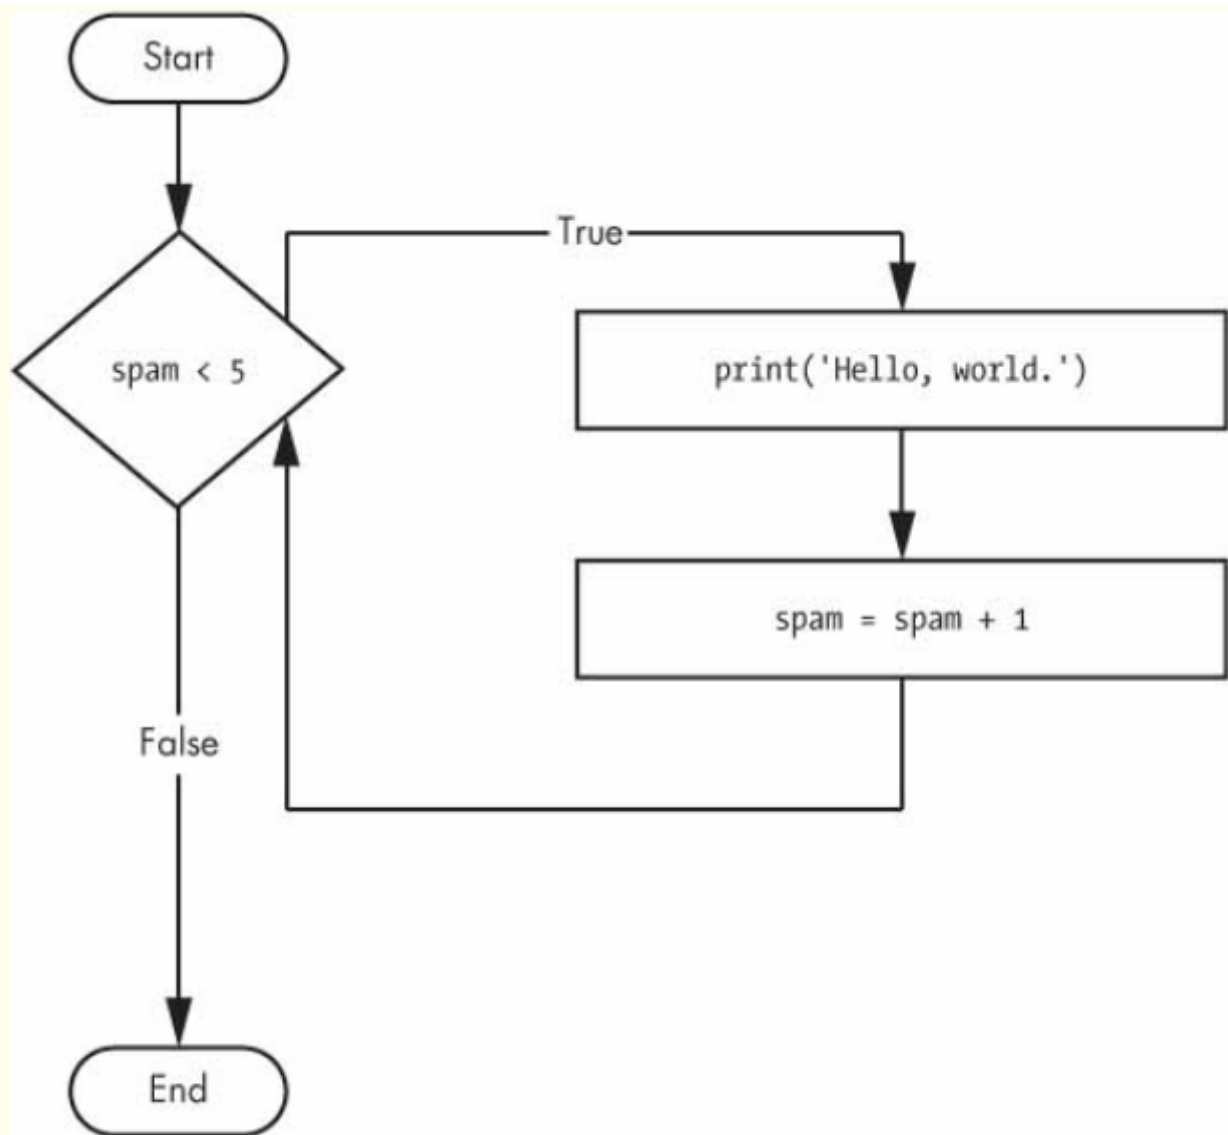 Start
True
spam < 5
print('Hello, world.')
spam = spam + 1
False
End